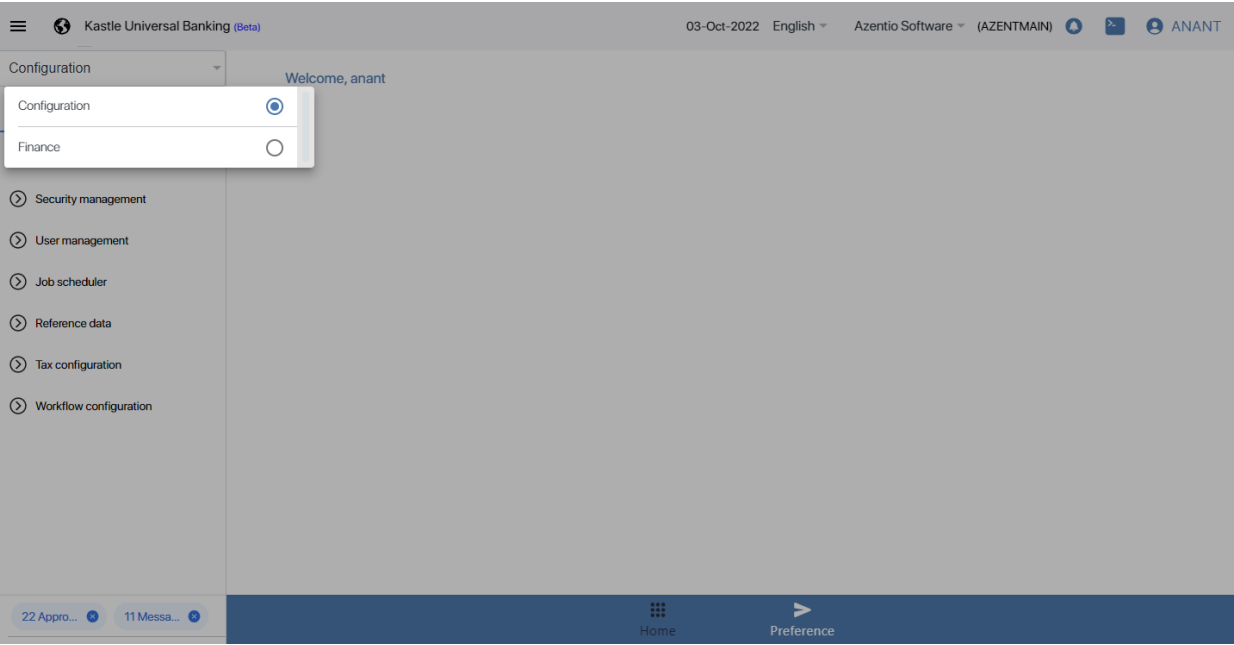 Kastle Universal Banking (Beta)
03-Oct-2022 English Azentio Software (AZENTMAIN) ANANT
Configuration
Welcome, anant
Configuration
Finance
Security management
User management
Job scheduler
Reference data
Tax configuration
Workflow configuration
22 Appro... 11 Messa...
Home Preference